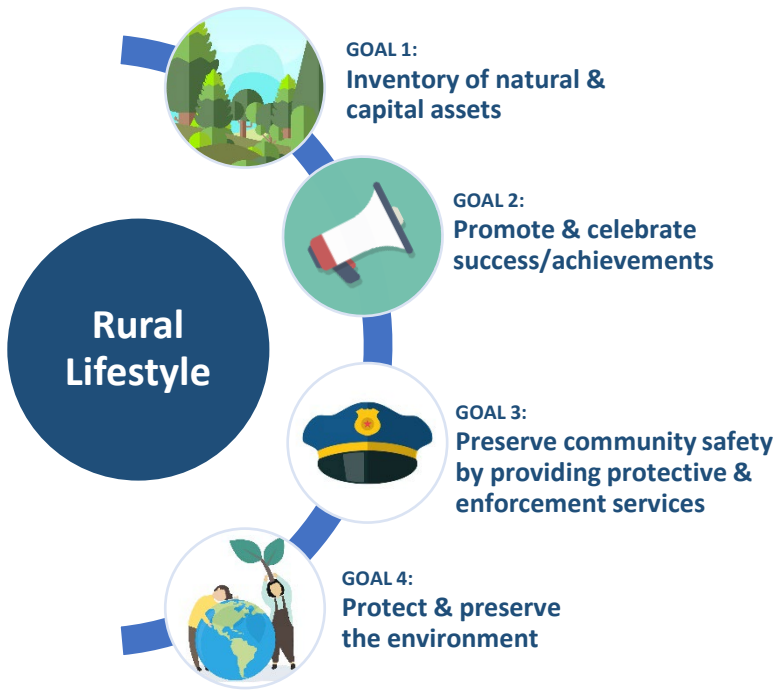 GOAL 1:
Inventory of natural &
capital assets
GOAL 2:
Promote & celebrate
success/achievements
Rural
Lifestyle
GOAL 3:
Preserve community safety
by providing protective &
enforcement services
GOAL 4:
Protect & preserve
the environment